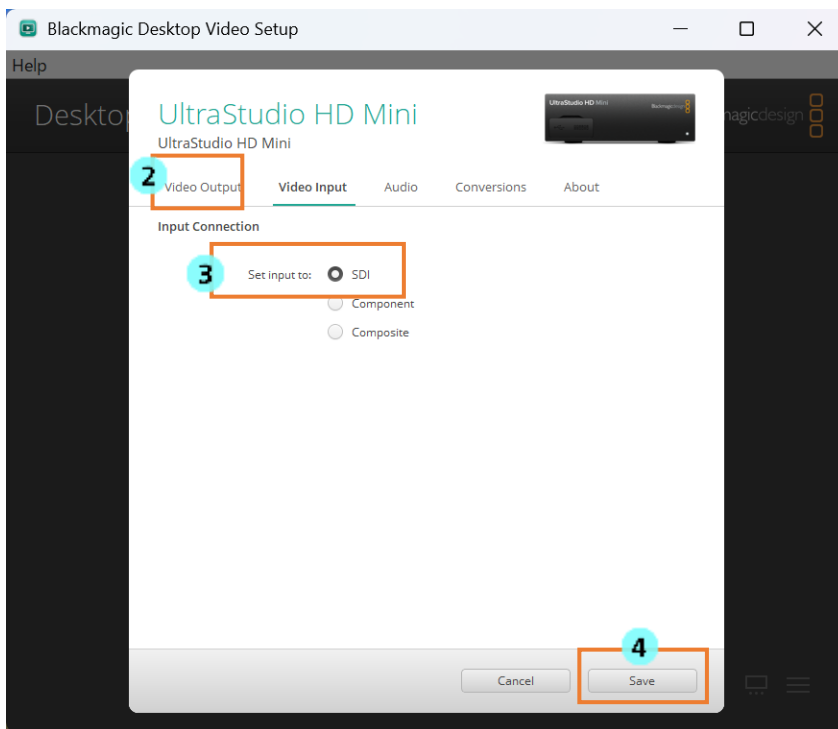 Blackmagic Desktop Video Setup
Help
Deskto
UltraStudio HD Mini
UltraStudio HD Mini
UltraStudio HD Mini
Blackmagicdesign
magicdesign
2
Video Output
Video Input
Audio
Conversions
About
Input Connection
3
Set input to:
SDI
Component
Composite
4
Cancel
Save